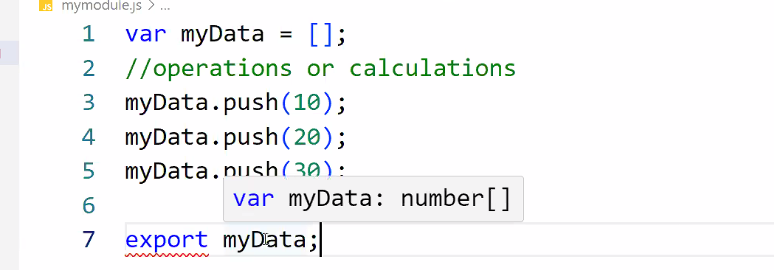 JS mymodule.js > ...
1 var myData = [];
2 //operations or calculations
3 myData.push(10);
4 myData.push(20);
5 myData.push(30);
var myData: number[]
6
7 export myData;